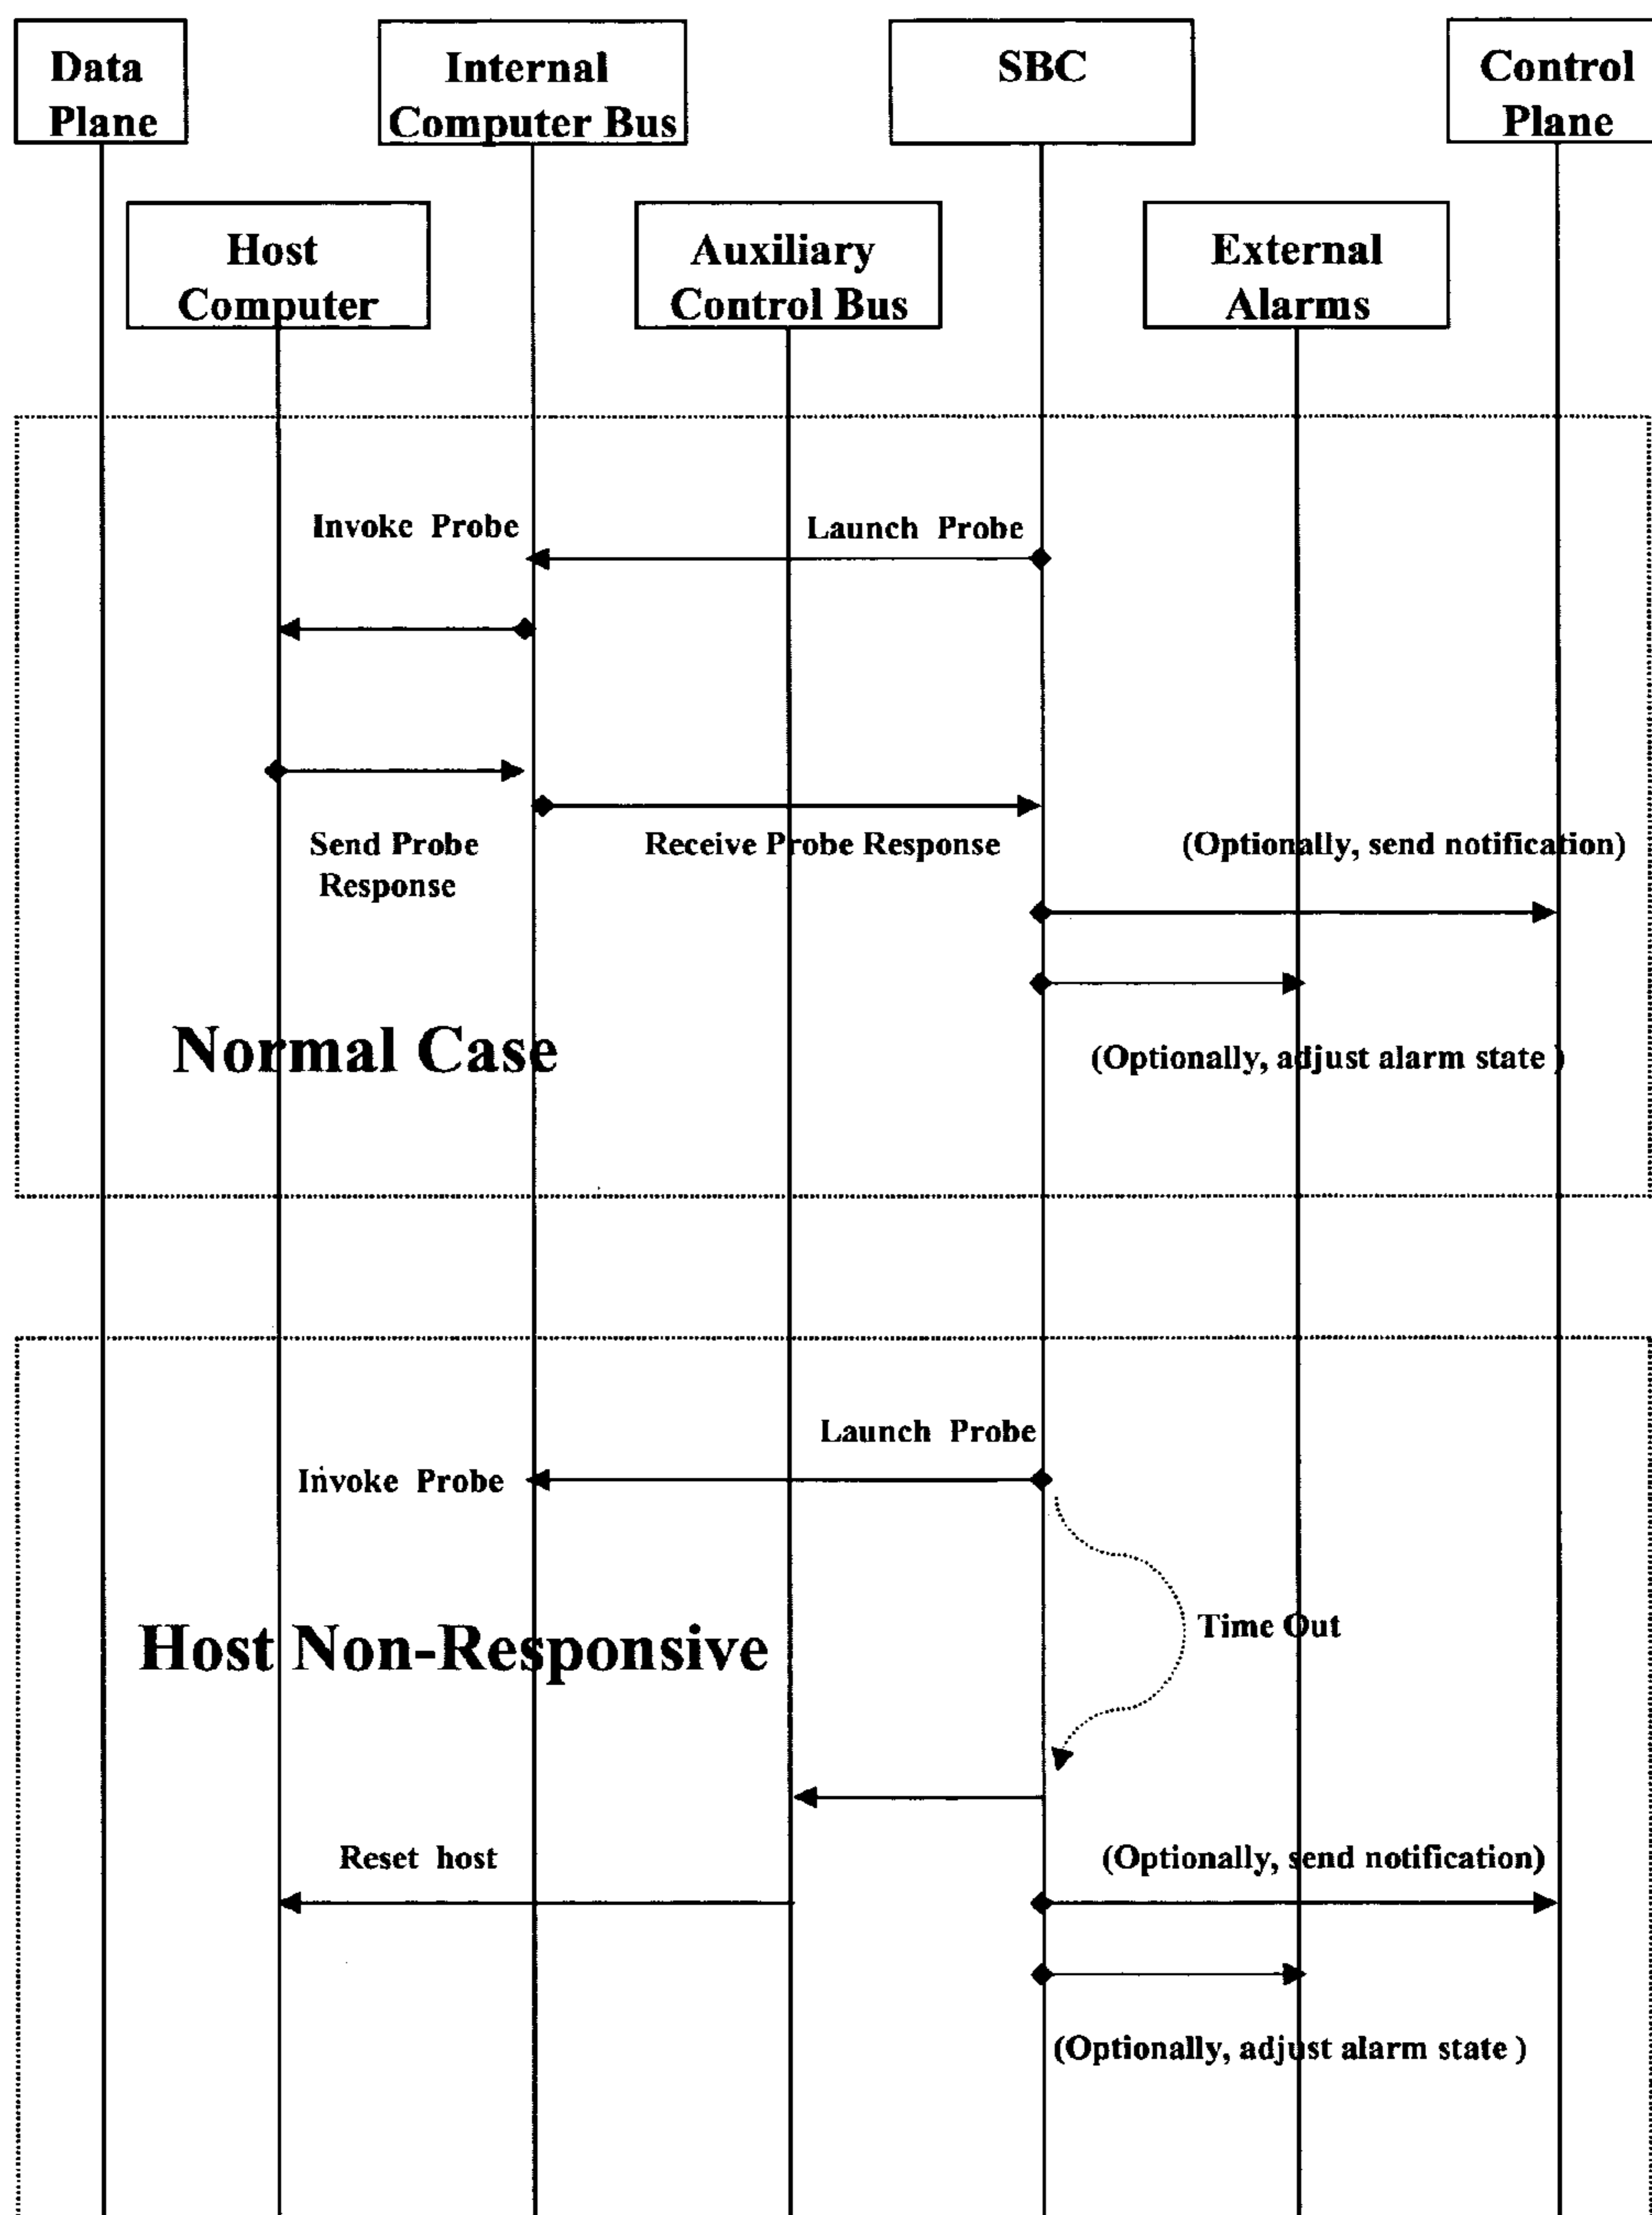 Data
Plane
Internal
Computer Bus
SBC
Control
Plane
Host
Computer
Auxiliary
Control Bus
External
Alarms
Invoke Probe
Launch Probe
Send Probe
Response
Receive Probe Response
(Optionally, send notification)
Normal Case
(Optionally, adjust alarm state )
Launch Probe
Invoke Probe
Time Out
Host Non-Responsive
Reset host
(Optionally, send notification)
(Optionally, adjust alarm state )